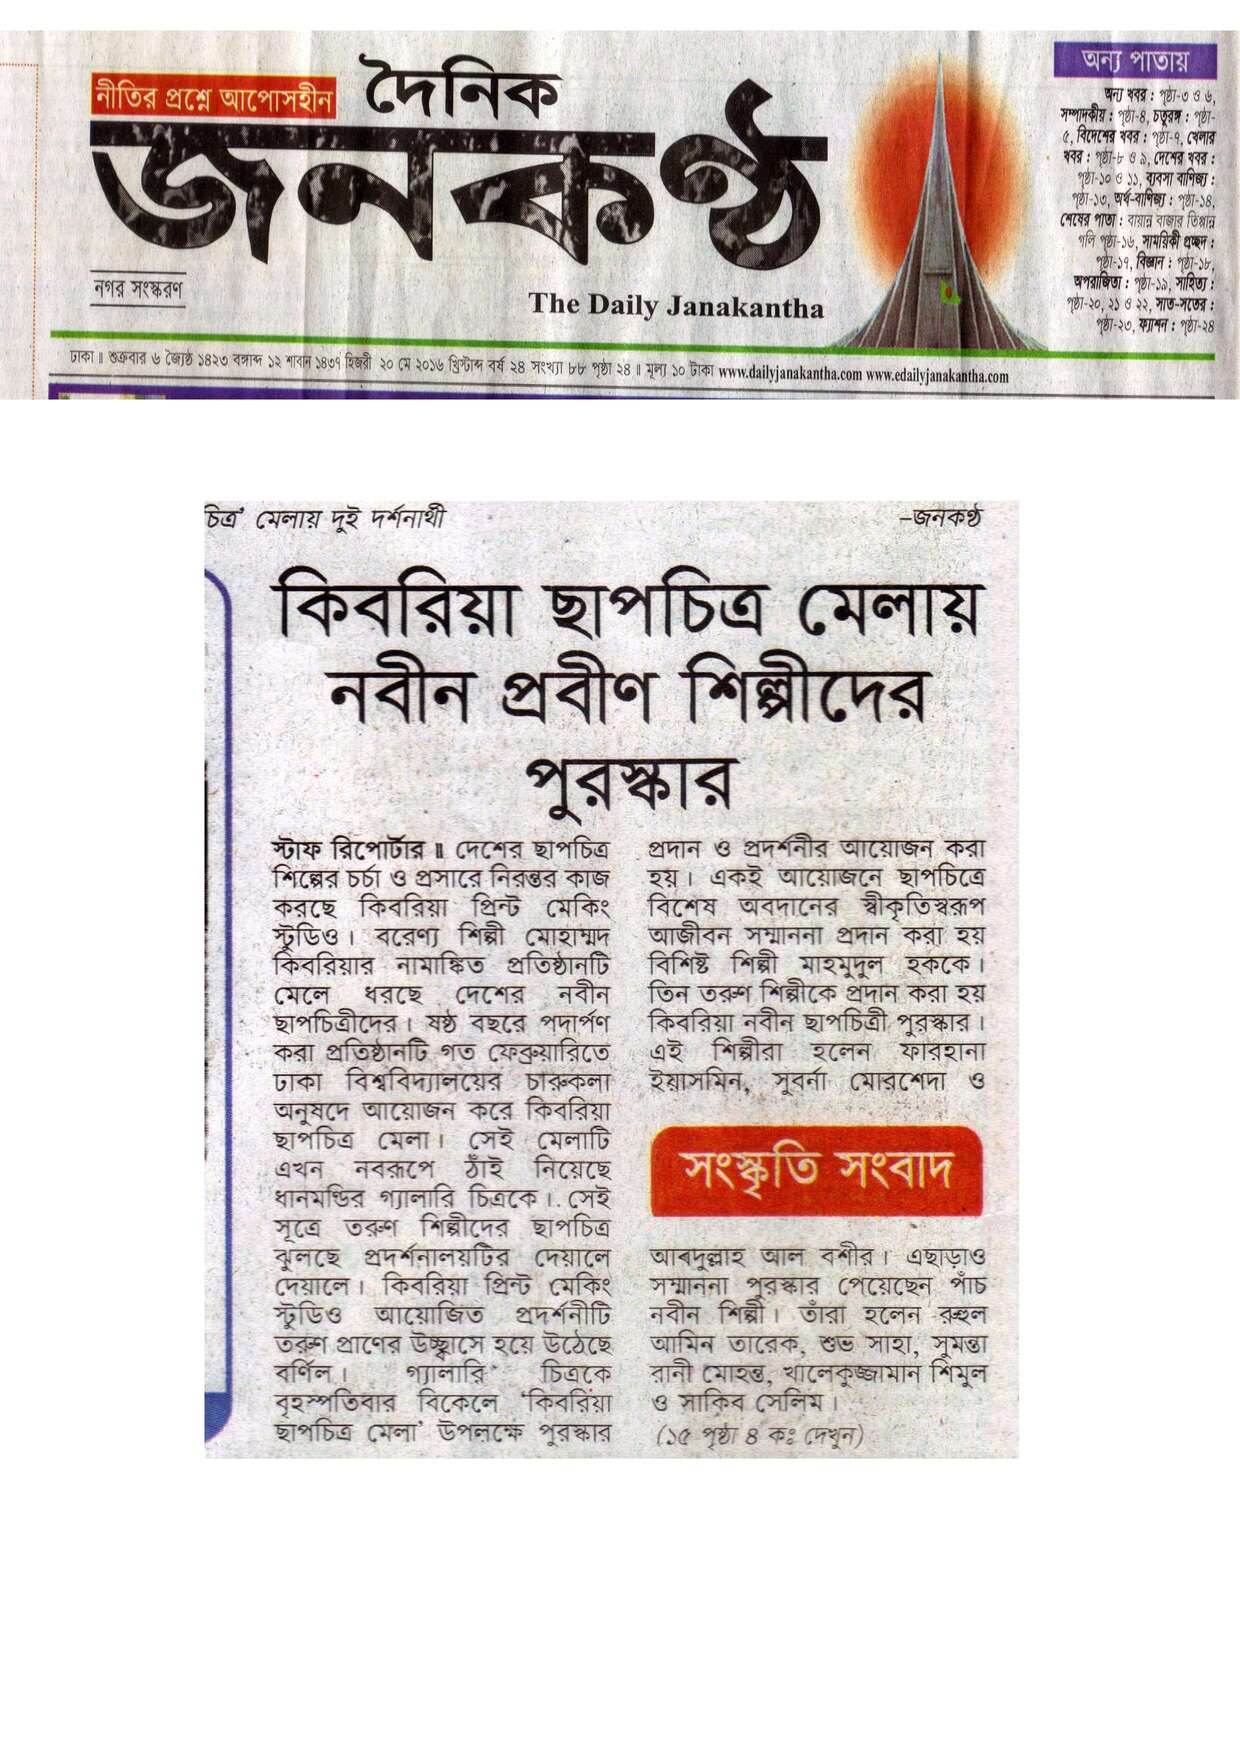 নীতির প্রশ্নে আপোসহীন
দৈনিক
জনকণ্ঠ
নগর সংস্করণ
The Daily Janakantha
অন্য পাতায়
অন্য খবর : পৃষ্ঠা-৩ ও ৬,
সম্পাদকীয় : পৃষ্ঠা-৪, চতুরঙ্গ : পৃষ্ঠা-
৫, বিদেশের খবর : পৃষ্ঠা-৭, খেলার
খবর : পৃষ্ঠা-৮ ও ৯, দেশের খবর :
পৃষ্ঠা-১০ ও ১১, ব্যবসা বাণিজ্য :
পৃষ্ঠা-১৩, অর্থ-বাণিজ্য : পৃষ্ঠা-১৪,
শেষের পাতা : বায়ান্ন বাজার তিপ্পান্ন
গলি পৃষ্ঠা-১৬, সাময়িকী প্রচ্ছদ :
পৃষ্ঠা-১৭, বিজ্ঞান : পৃষ্ঠা-১৮,
অপরাজিতা : পৃষ্ঠা-১৯, সাহিত্য :
পৃষ্ঠা-২০, ২১ ও ২২, সাত-সতের :
পৃষ্ঠা-২৩, ফ্যাশন : পৃষ্ঠা-২৪
ঢাকা ॥ শুক্রবার ৬ জ্যৈষ্ঠ ১৪২৩ বঙ্গাব্দ ১২ শাবান ১৪৩৭ হিজরী ২০ মে ২০১৬ খ্রিস্টাব্দ বর্ষ ২৪ সংখ্যা ৮৮ পৃষ্ঠা ২৪ ॥ মূল্য ১০ টাকা www.dailyjanakantha.com www.edailyjanakantha.com
চিত্র’ মেলায় দুই দর্শনার্থী
–জনকণ্ঠ
কিবরিয়া ছাপচিত্র মেলায়
নবীন প্রবীণ শিল্পীদের
পুরস্কার
স্টাফ রিপোর্টার ॥ দেশের ছাপচিত্র
শিল্পের চর্চা ও প্রসারে নিরন্তর কাজ
করছে কিবরিয়া প্রিন্ট মেকিং
স্টুডিও। বরেণ্য শিল্পী মোহাম্মদ
কিবরিয়ার নামাঙ্কিত প্রতিষ্ঠানটি
মেলে ধরছে দেশের নবীন
ছাপচিত্রীদের। ষষ্ঠ বছরে পদার্পণ
করা প্রতিষ্ঠানটি গত ফেব্রুয়ারিতে
ঢাকা বিশ্ববিদ্যালয়ের চারুকলা
অনুষদে আয়োজন করে কিবরিয়া
ছাপচিত্র মেলা। সেই মেলাটি
এখন নবরূপে ঠাঁই নিয়েছে
ধানমন্ডির গ্যালারি চিত্রকে। সেই
সূত্রে তরুণ শিল্পীদের ছাপচিত্র
ঝুলছে প্রদর্শনালয়টির দেয়ালে
দেয়ালে। কিবরিয়া প্রিন্ট মেকিং
স্টুডিও আয়োজিত প্রদর্শনীটি
তরুণ প্রাণের উচ্ছ্বাসে হয়ে উঠেছে
বর্ণিল। গ্যালারি চিত্রকে
বৃহস্পতিবার বিকেলে ‘কিবরিয়া
ছাপচিত্র মেলা’ উপলক্ষে পুরস্কার
প্রদান ও প্রদর্শনীর আয়োজন করা
হয়। একই আয়োজনে ছাপচিত্রে
বিশেষ অবদানের স্বীকৃতিস্বরূপ
আজীবন সম্মাননা প্রদান করা হয়
বিশিষ্ট শিল্পী মাহমুদুল হককে।
তিন তরুণ শিল্পীকে প্রদান করা হয়
কিবরিয়া নবীন ছাপচিত্রী পুরস্কার।
এই শিল্পীরা হলেন ফারহানা
ইয়াসমিন, সুবর্না মোরশেদা ও
সংস্কৃতি সংবাদ
আবদুল্লাহ আল বশীর। এছাড়াও
সম্মাননা পুরস্কার পেয়েছেন পাঁচ
নবীন শিল্পী। তাঁরা হলেন রুহুল
আমিন তারেক, শুভ সাহা, সুমন্তা
রানী মোহন্ত, খালেকুজ্জামান শিমুল
ও সাকিব সেলিম।
(১৫ পৃষ্ঠা ৪ কঃ দেখুন)